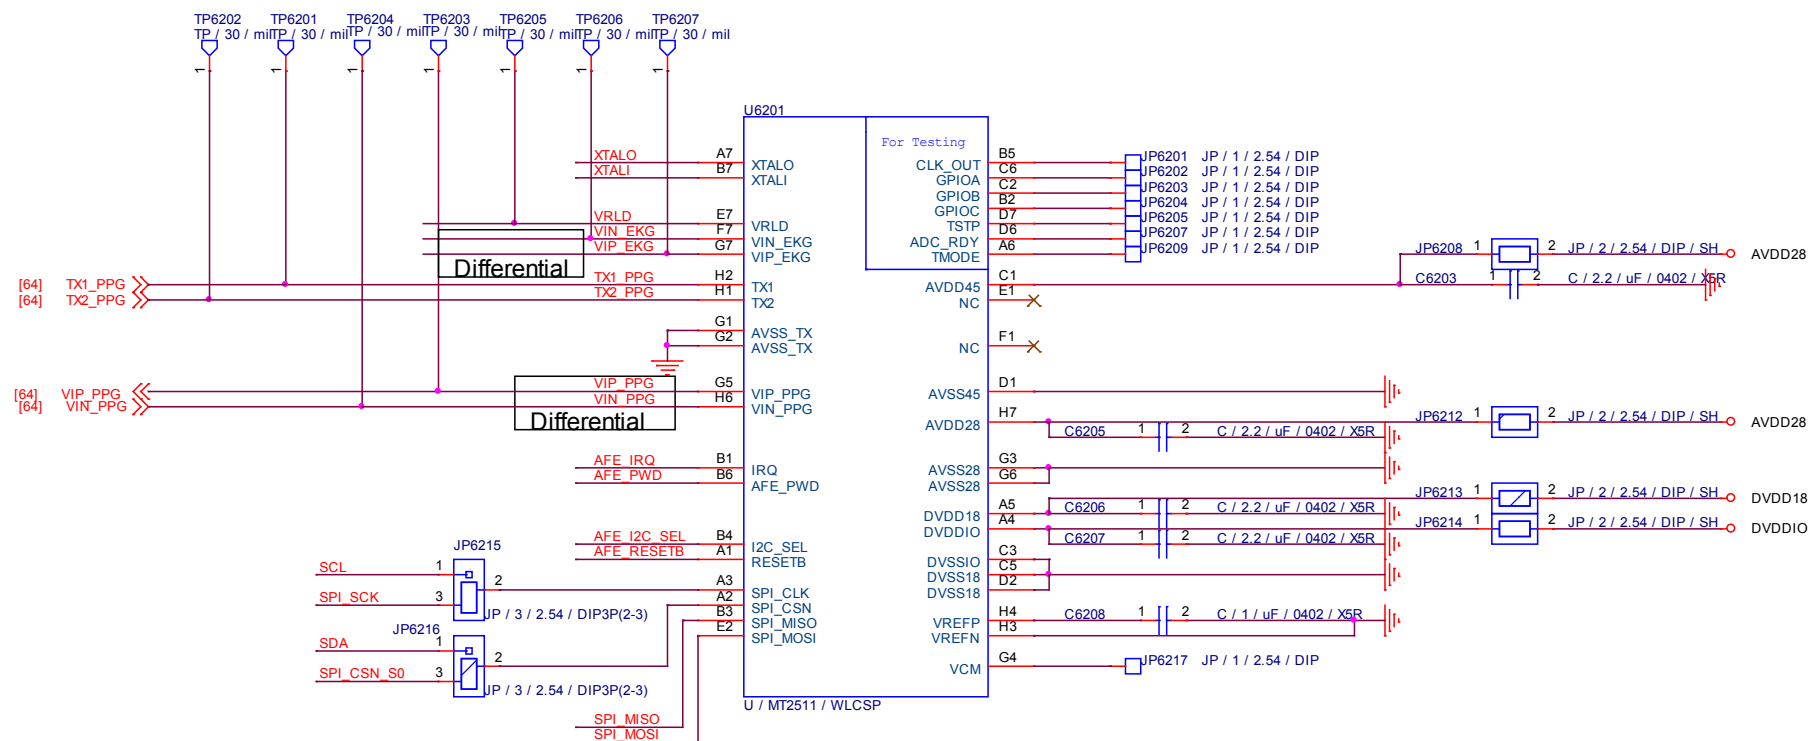 TP6202 TP6201 TP6204 TP6203 TP6205 TP6206 TP6207
TP / 30 / mil TP / 30 / mil TP / 30 / mil TP / 30 / mil TP / 30 / mil TP / 30 / mil TP / 30 / mil
1 1 1 1 1 1 1
U6201
For Testing
XTALO A7 XTALO
XTALI B7 XTALI
VRLD E7 VRLD
VIN_EKG F7 VIN_EKG
VIP_EKG G7 VIP_EKG
Differential
[64] TX1_PPG TX1_PPG H2 TX1
[64] TX2_PPG TX2_PPG H1 TX2
G1 AVSS_TX
G2 AVSS_TX
[64] VIP_PPG VIP_PPG G5 VIP_PPG
[64] VIN_PPG VIN_PPG H6 VIN_PPG
Differential
AFE_IRQ B1 IRQ
AFE_PWD B6 AFE_PWD
AFE_I2C_SEL B4 I2C_SEL
AFE_RESETB A1 RESETB
JP6215
SCL 1
2 A3 SPI_CLK
SPI_SCK 3
JP / 3 / 2.54 / DIP3P(2-3)
A2 SPI_CSN
B3 SPI_MISO
E2 SPI_MOSI
JP6216
SDA 1
2
SPI_CSN_S0 3
JP / 3 / 2.54 / DIP3P(2-3)
SPI_MISO
SPI_MOSI
U / MT2511 / WLCSP
CLK_OUT B5 JP6201 JP / 1 / 2.54 / DIP
GPIOA C6 JP6202 JP / 1 / 2.54 / DIP
GPIOB C2 JP6203 JP / 1 / 2.54 / DIP
GPIOC B2 JP6204 JP / 1 / 2.54 / DIP
TSTP D7 JP6205 JP / 1 / 2.54 / DIP
ADC_RDY D6 JP6207 JP / 1 / 2.54 / DIP
TMODE A6 JP6209 JP / 1 / 2.54 / DIP
JP6208 1 2 JP / 2 / 2.54 / DIP / SH AVDD28
AVDD45 C1 C6203 1 2 C / 2.2 / uF / 0402 / X5R
NC E1
NC F1
AVSS45 D1
AVDD28 H7 JP6212 1 2 JP / 2 / 2.54 / DIP / SH AVDD28
C6205 1 2 C / 2.2 / uF / 0402 / X5R
AVSS28 G3
AVSS28 G6
JP6213 1 2 JP / 2 / 2.54 / DIP / SH DVDD18
DVDD18 A5 C6206 1 2 C / 2.2 / uF / 0402 / X5R
DVDDIO A4 JP6214 1 2 JP / 2 / 2.54 / DIP / SH DVDDIO
C6207 1 2 C / 2.2 / uF / 0402 / X5R
DVSSIO C3
DVSS18 C5
DVSS18 D2
VREFP H4 C6208 1 2 C / 1 / uF / 0402 / X5R
VREFN H3
VCM G4 JP6217 JP / 1 / 2.54 / DIP